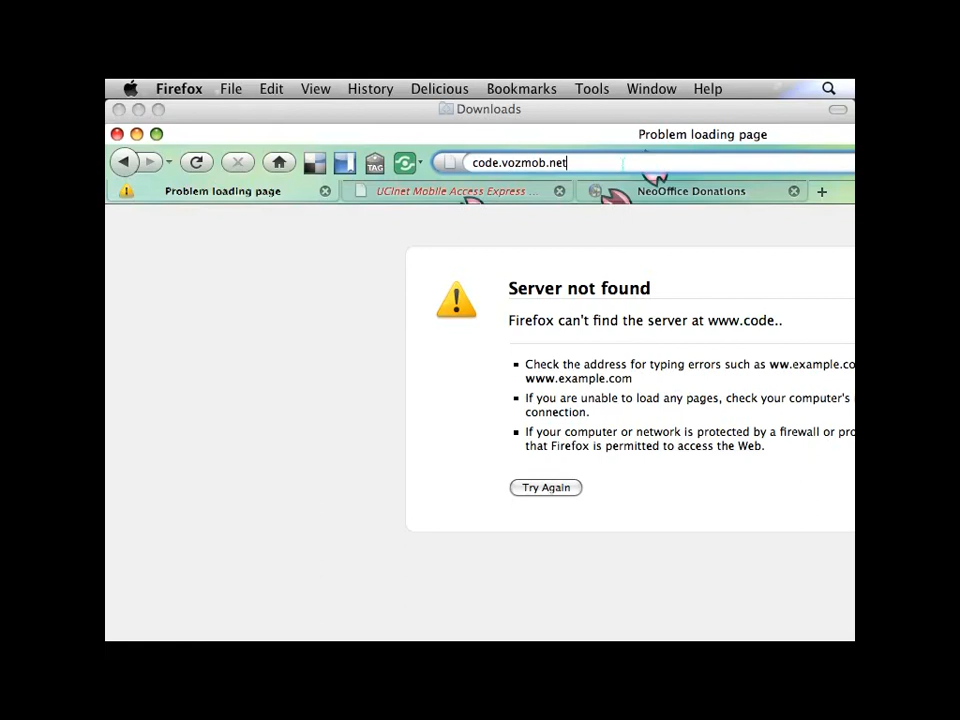 Firefox File Edit View History Delicious Bookmarks Tools Window Help
Downloads
Problem loading page
TAG code.vozmob.net
Problem loading page UCInet Mobile Access Express ... NeoOffice Donations
Server not found
Firefox can't find the server at www.code..
Check the address for typing errors such as ww.example.co
www.example.com
If you are unable to load any pages, check your computer's
connection.
If your computer or network is protected by a firewall or pro
that Firefox is permitted to access the Web.
Try Again